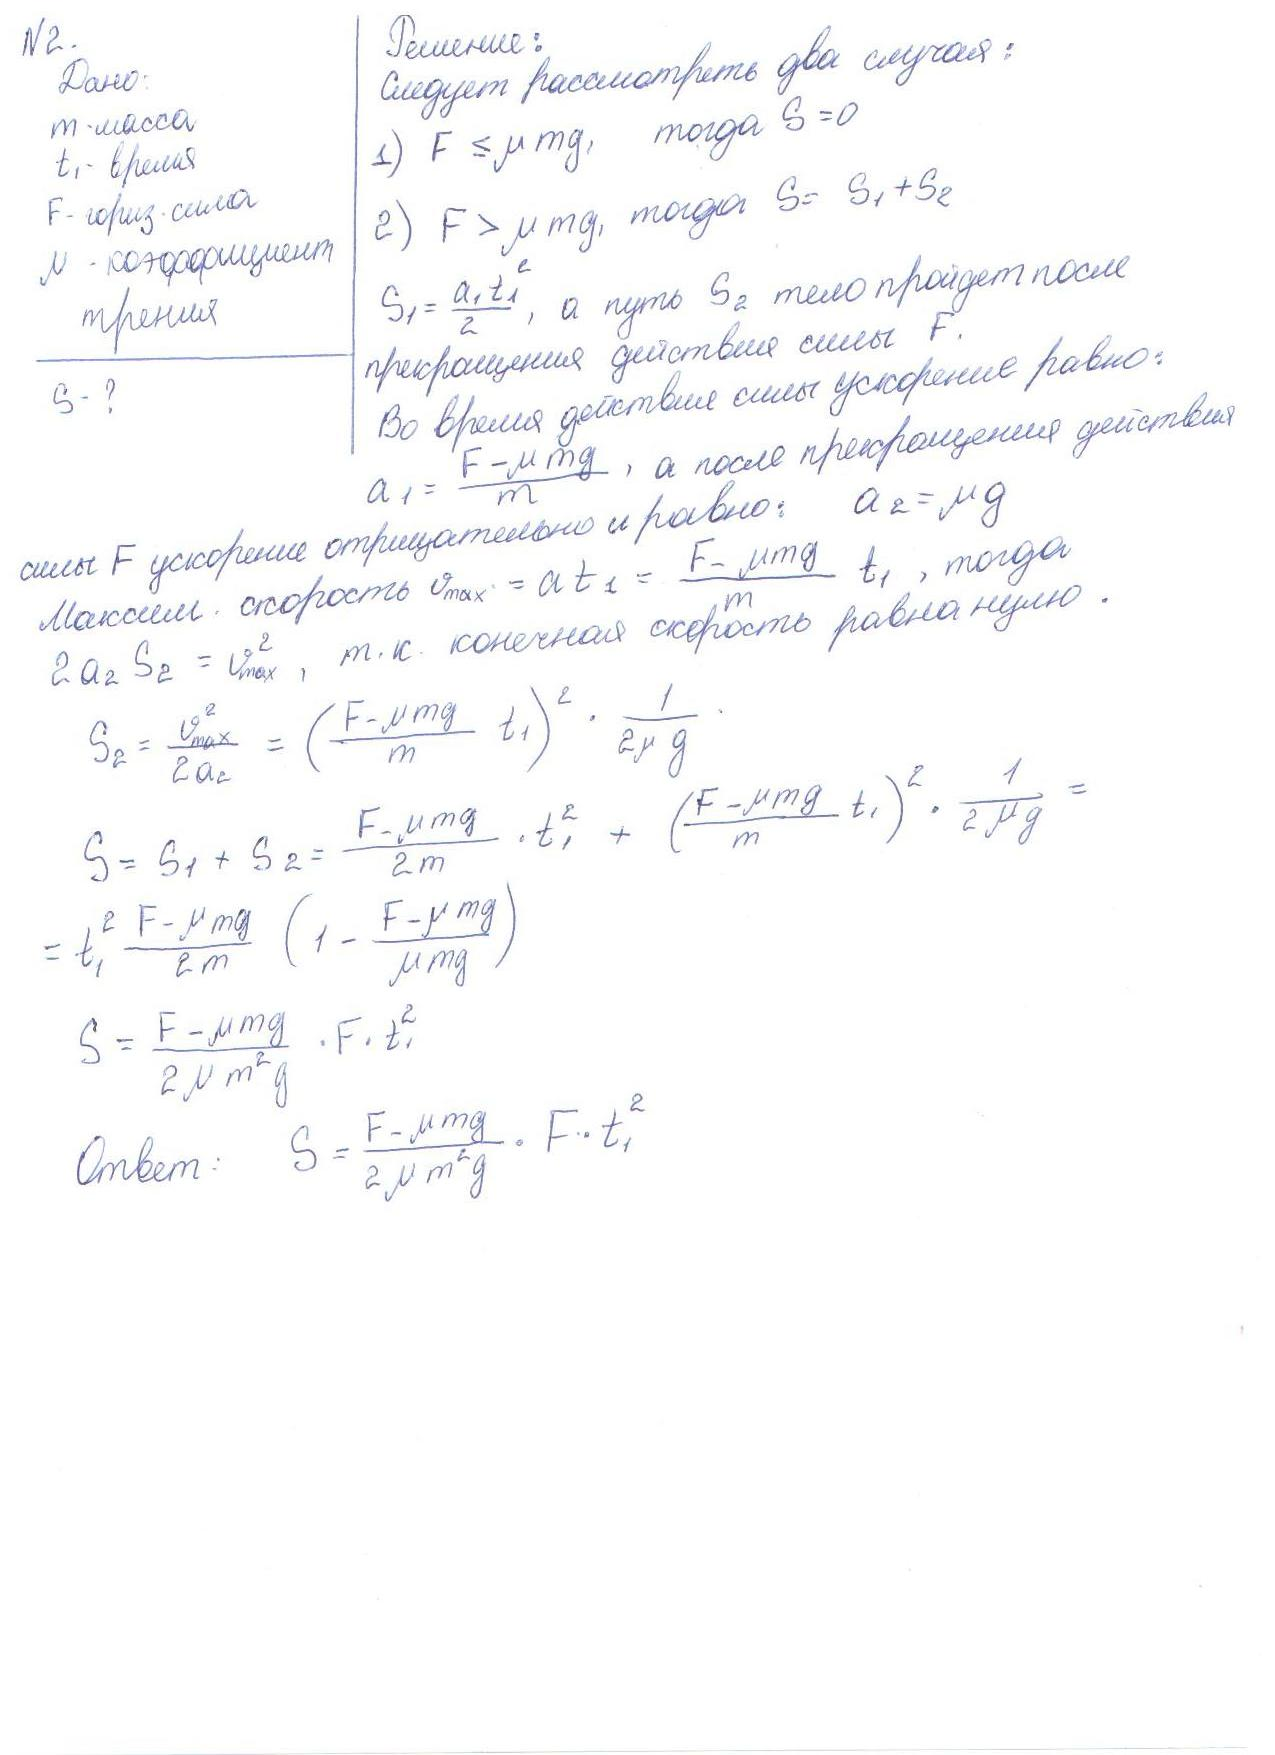 N2.
Дано:
m - масса
t₁ - время
F - гориз. сила
μ - коэффициент
трения
S - ?
Решение:
Следует рассмотреть два случая:
1) F ≤ μmg, тогда S = 0
2) F > μmg, тогда S = S₁ + S₂
S₁ = a₁t₁²/2, а путь S₂ тело пройдет после
прекращения действия силы F.
Во время действие силы ускорение равно:
a₁ = (F - μmg)/m, а после прекращения действия
силы F ускорение отрицательно и равно: a₂ = μg
Максим. скорость υmax = at₁ = (F - μmg)/m t₁, тогда
2a₂S₂ = υ²max, т.к. конечная скорость равна нулю.
S₂ = υ²max/2a₂ = ((F - μmg)/m t₁)² · 1/(2μg)
S = S₁ + S₂ = (F - μmg)/2m · t₁² + ((F - μmg)/m t₁)² · 1/(2μg) =
= t₁² (F - μmg)/2m (1 - (F - μmg)/μmg)
S = (F - μmg)/(2μm²g) · F · t₁²
Ответ: S = (F - μmg)/(2μm²g) · F · t₁²